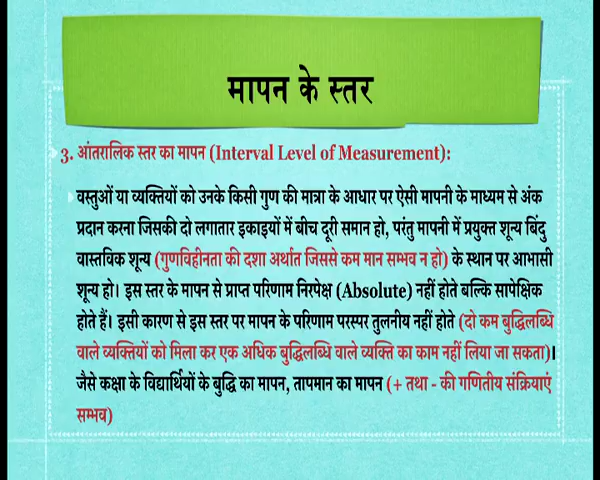 मापन के स्तर
3. आंतरालिक स्तर का मापन (Interval Level of Measurement):
वस्तुओं या व्यक्तियों को उनके किसी गुण की मात्रा के आधार पर ऐसी मापनी के माध्यम से अंक
प्रदान करना जिसकी दो लगातार इकाइयों में बीच दूरी समान हो, परंतु मापनी में प्रयुक्त शून्य बिंदु
वास्तविक शून्य (गुणविहीनता की दशा अर्थात जिससे कम मान सम्भव न हो) के स्थान पर आभासी
शून्य हो। इस स्तर के मापन से प्राप्त परिणाम निरपेक्ष (Absolute) नहीं होते बल्कि सापेक्षिक
होते हैं। इसी कारण से इस स्तर पर मापन के परिणाम परस्पर तुलनीय नहीं होते (दो कम बुद्धिलब्धि
वाले व्यक्तियों को मिला कर एक अधिक बुद्धिलब्धि वाले व्यक्ति का काम नहीं लिया जा सकता)।
जैसे कक्षा के विद्यार्थियों के बुद्धि का मापन, तापमान का मापन (+ तथा - की गणितीय संक्रियाएं
सम्भव)